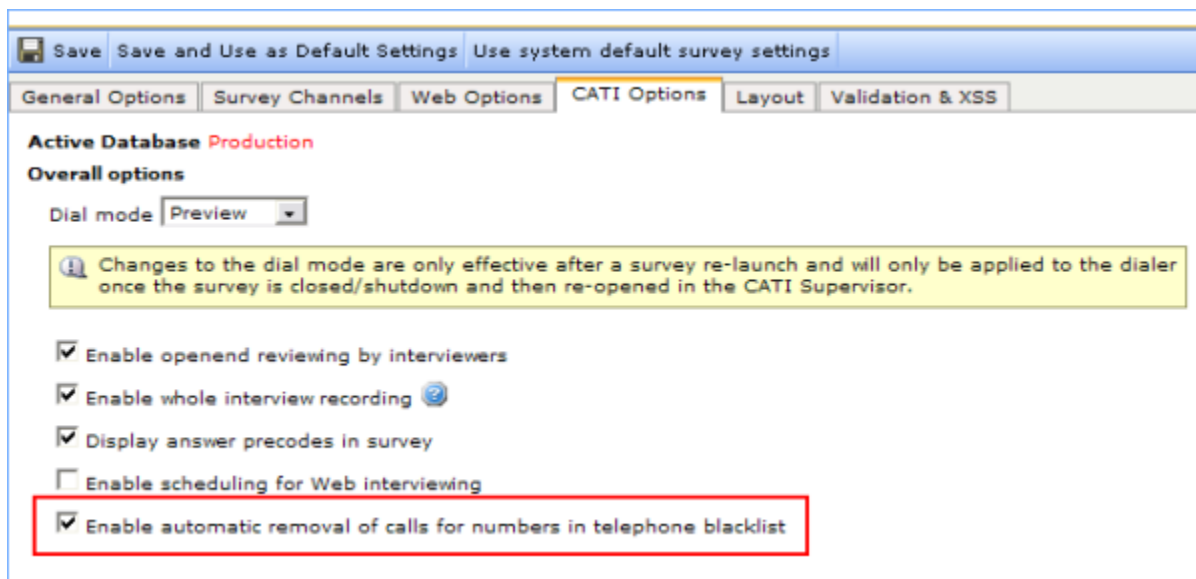 Save Save and Use as Default Settings Use system default survey settings
General Options Survey Channels Web Options CATI Options Layout Validation & XSS
Active Database Production
Overall options
Dial mode Preview
Changes to the dial mode are only effective after a survey re-launch and will only be applied to the dialer
once the survey is closed/shutdown and then re-opened in the CATI Supervisor.
Enable openend reviewing by interviewers
Enable whole interview recording
Display answer precodes in survey
Enable scheduling for Web interviewing
Enable automatic removal of calls for numbers in telephone blacklist